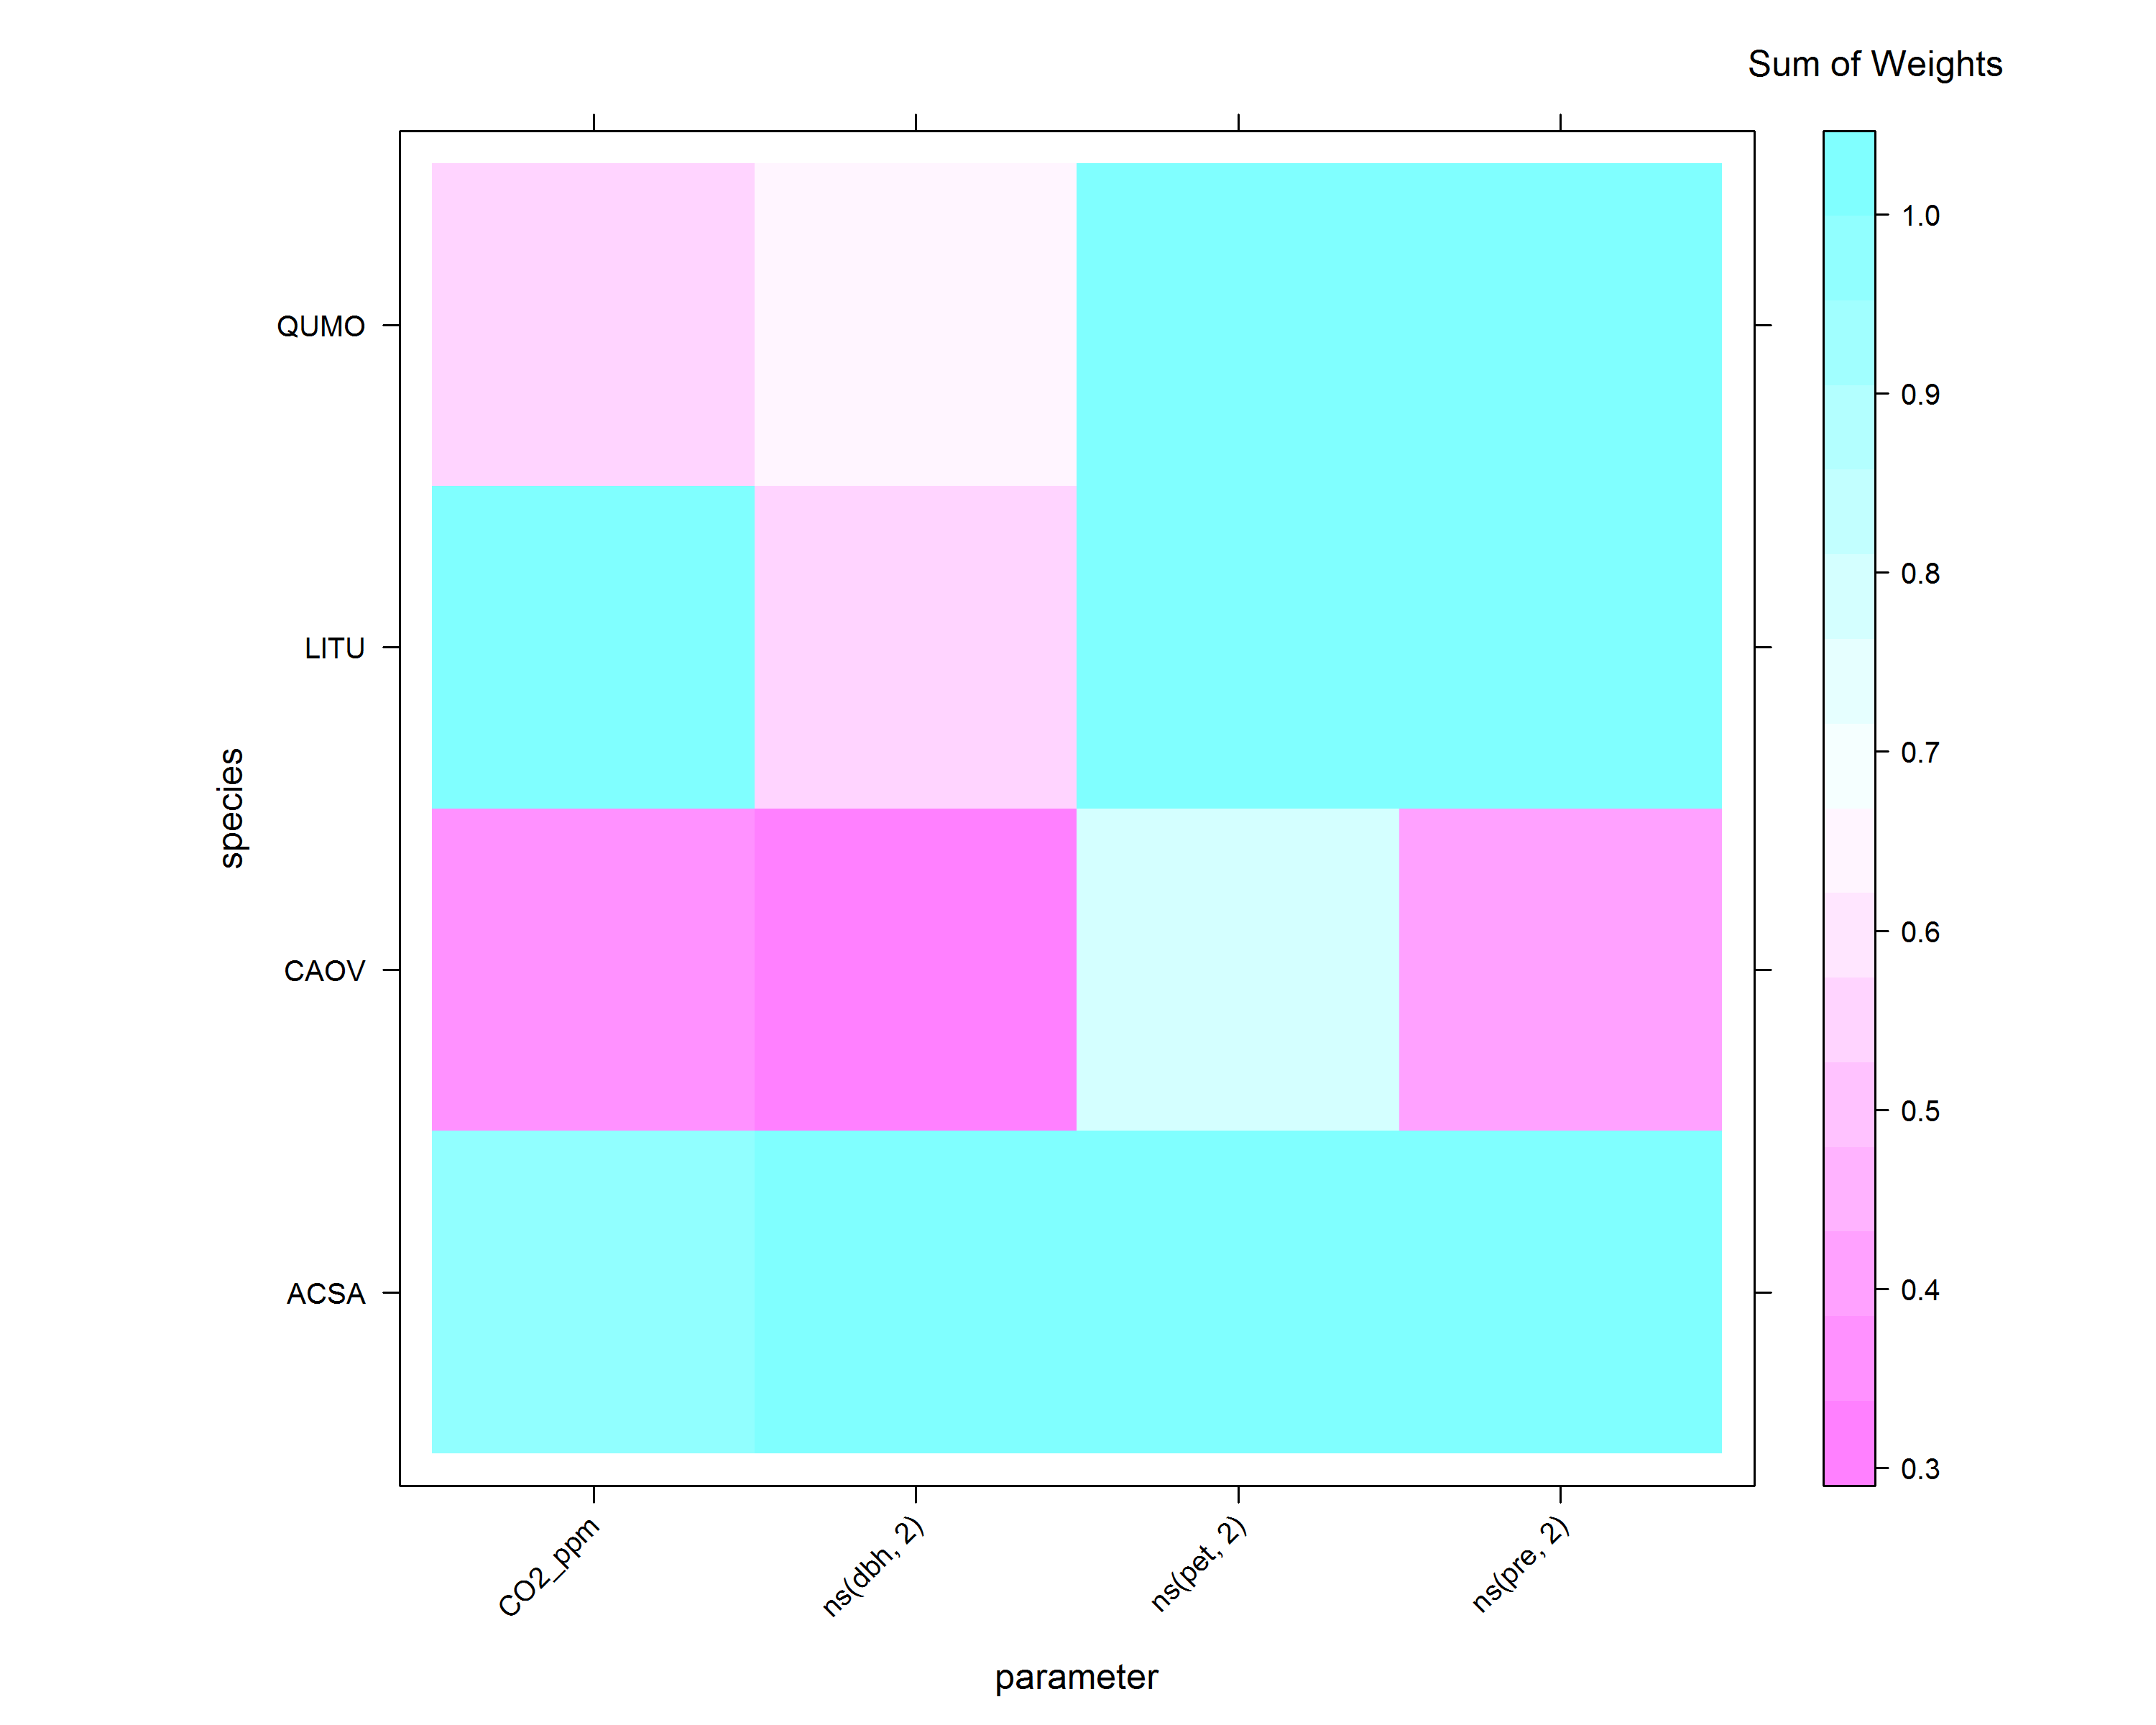 Sum of Weights
1.0
0.9
0.8
0.7
0.6
0.5
0.4
0.3
QUMO
LITU
CAOV
ACSA
species
CO2_ppm
ns(dbh, 2)
ns(pet, 2)
ns(pre, 2)
parameter